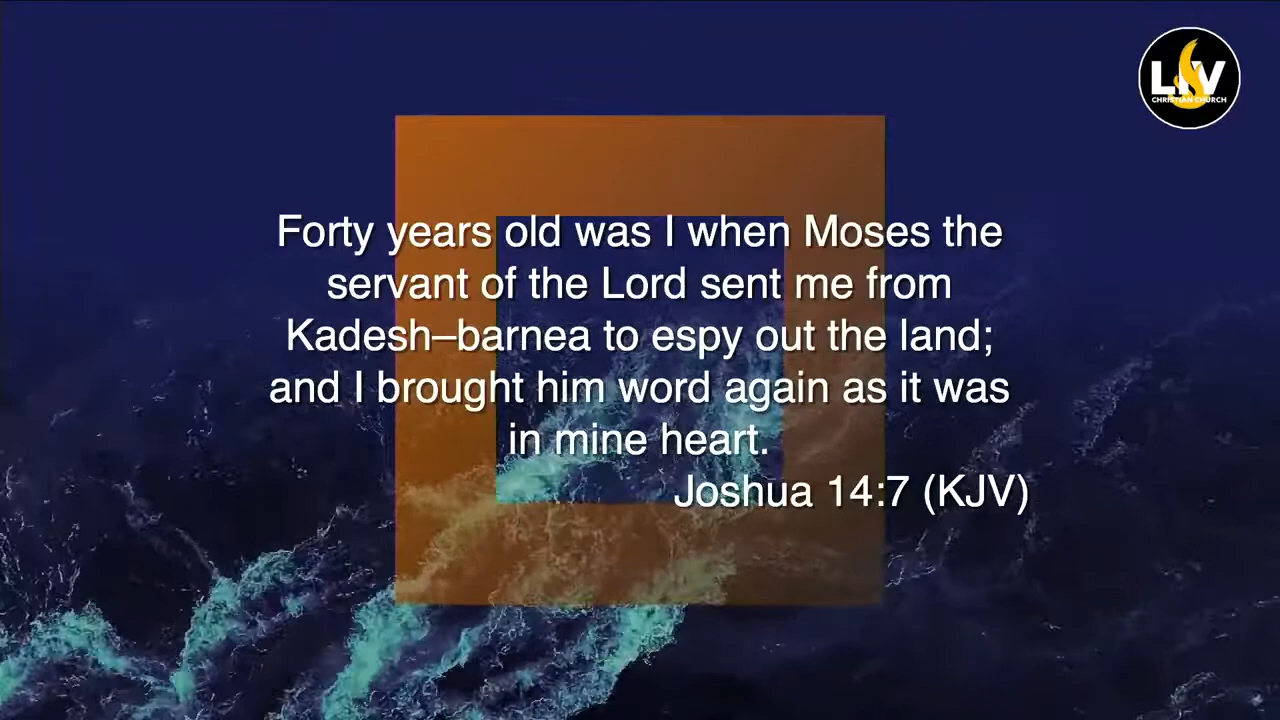 LIV
CHRISTIAN CHURCH
Forty years old was I when Moses the
servant of the Lord sent me from
Kadesh–barnea to espy out the land;
and I brought him word again as it was
in mine heart.
Joshua 14:7 (KJV)